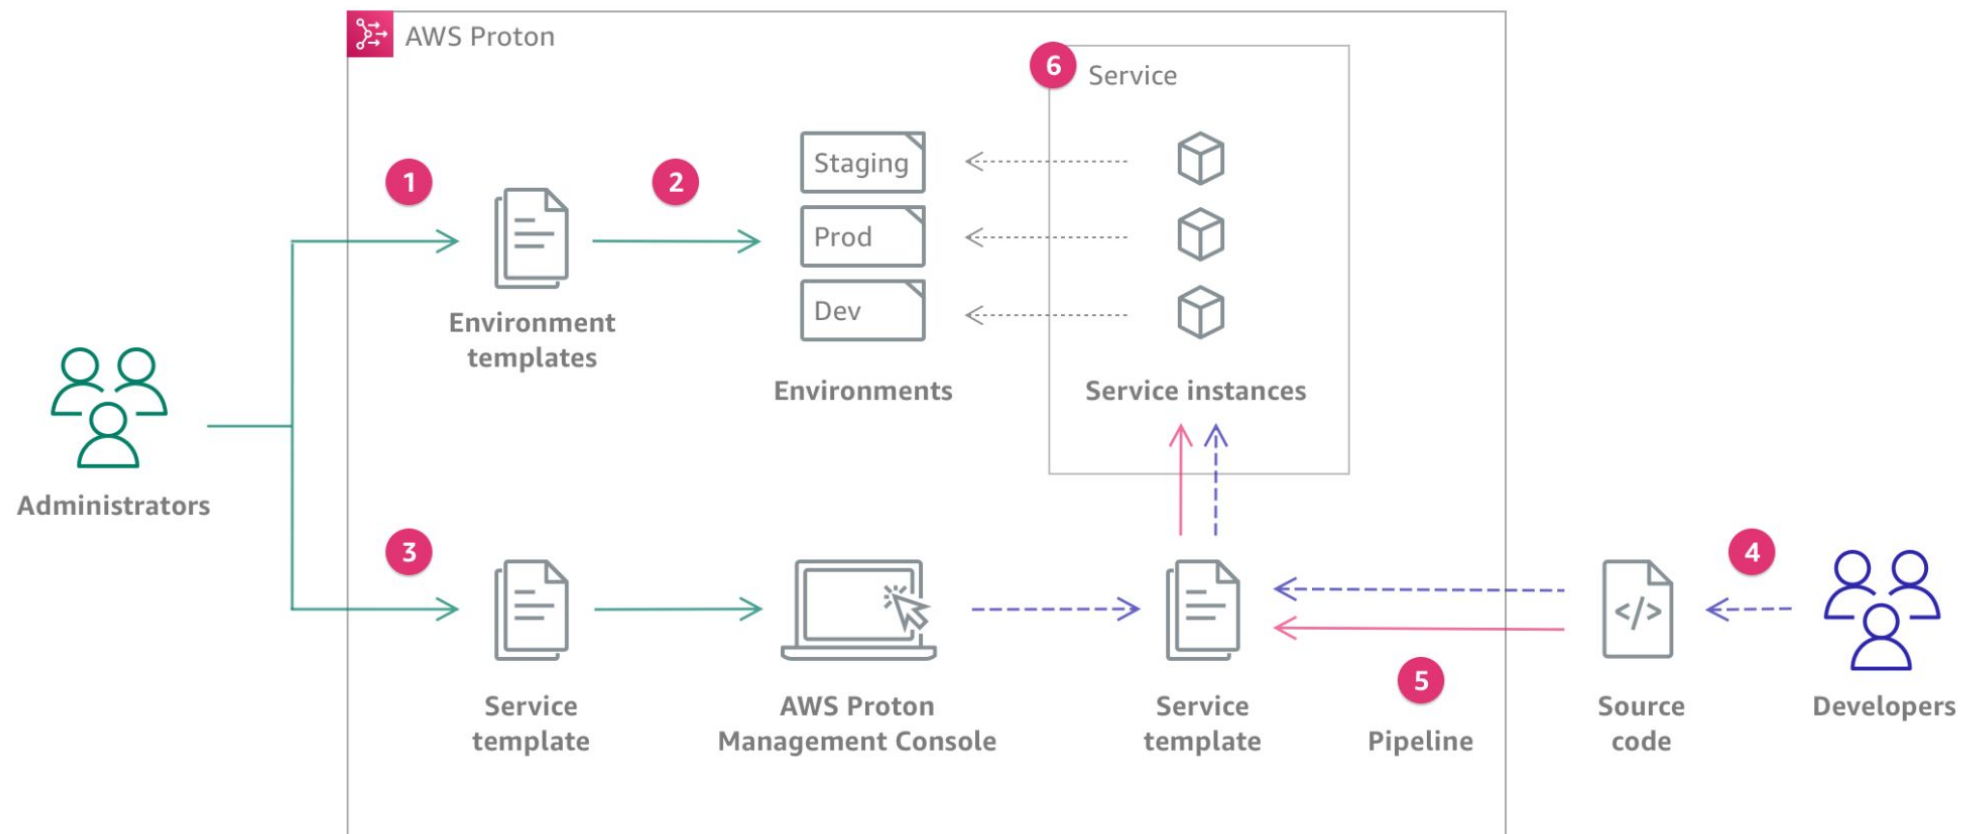 AWS Proton
6
Service
1
2
Staging
Prod
Dev
Environment
templates
Environments
Service instances
Administrators
3
4
</>
5
Service
template
AWS Proton
Management Console
Service
template
Pipeline
Source
code
Developers